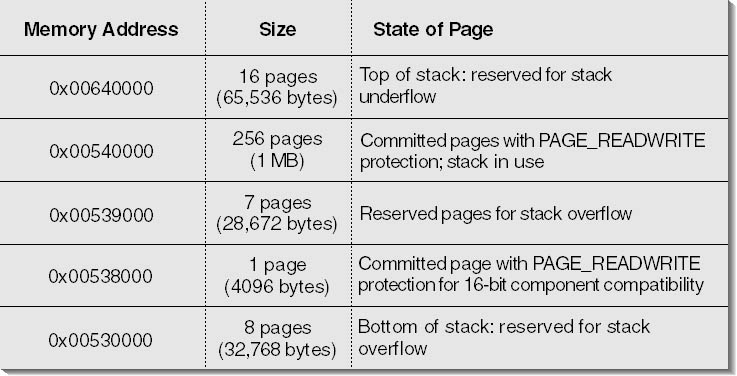 Memory Address Size State of Page
0x00640000 16 pages (65,536 bytes) Top of stack: reserved for stack underflow
0x00540000 256 pages (1 MB) Committed pages with PAGE_READWRITE protection; stack in use
0x00539000 7 pages (28,672 bytes) Reserved pages for stack overflow
0x00538000 1 page (4096 bytes) Committed page with PAGE_READWRITE protection for 16-bit component compatibility
0x00530000 8 pages (32,768 bytes) Bottom of stack: reserved for stack overflow